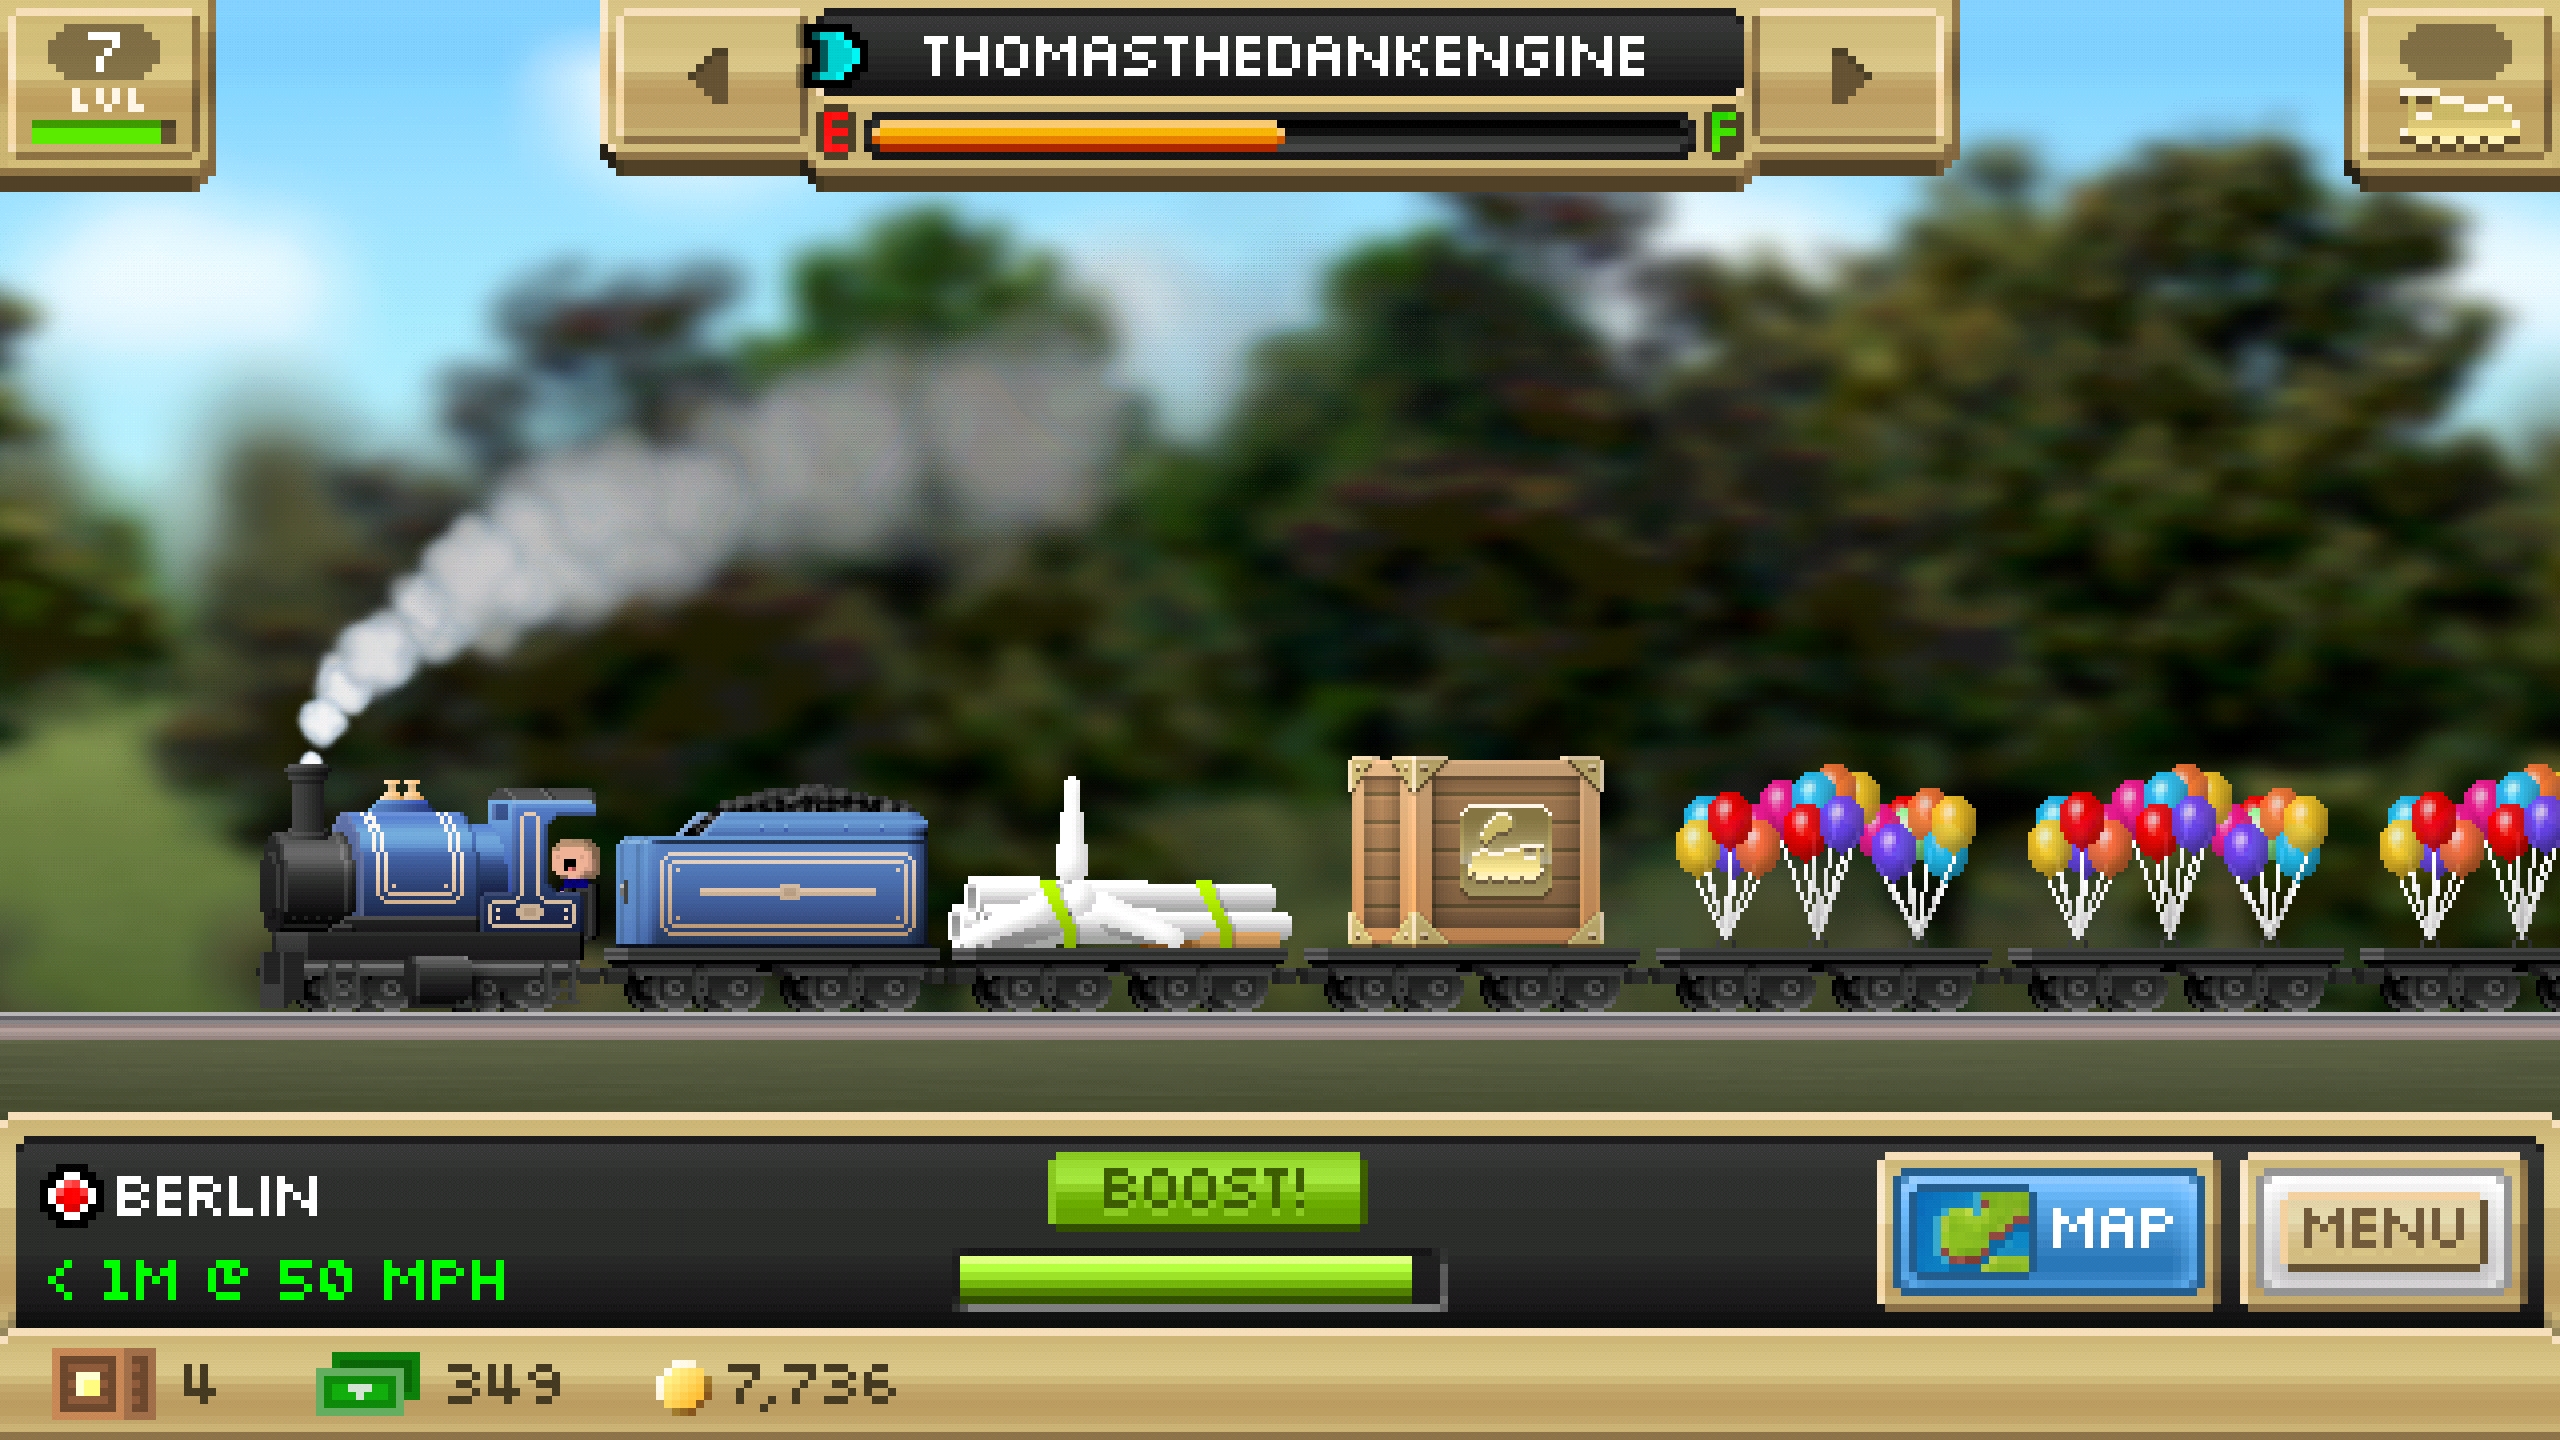 7
LVL
THOMASTHEDANKENGINE
E F
BERLIN
< 1M @ 50 MPH
BOOST!
MAP
MENU
4 349 7,736